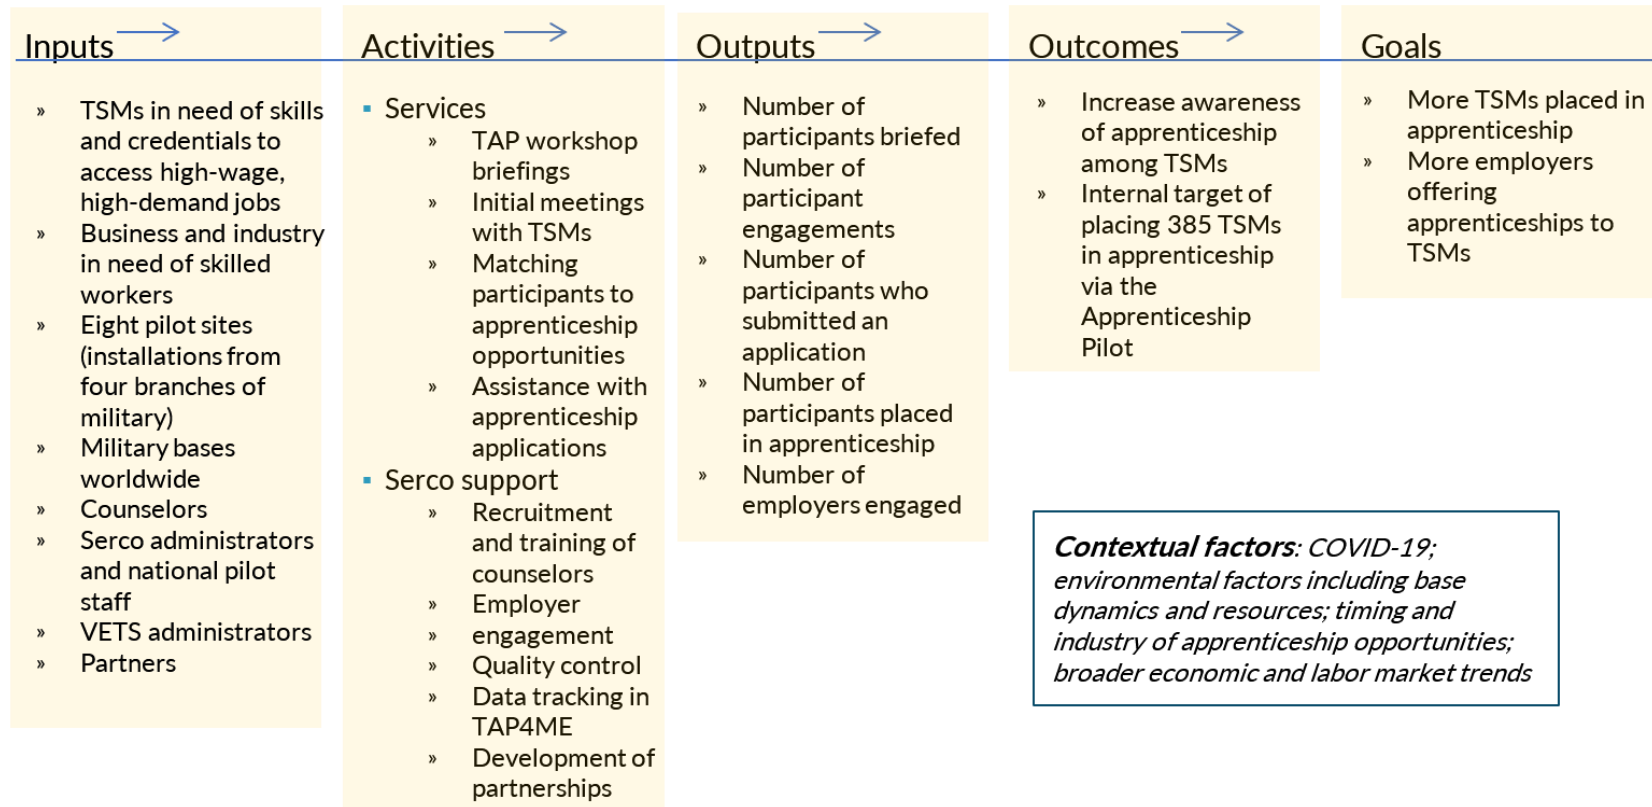 Inputs
» TSMs in need of skills
and credentials to
access high-wage,
high-demand jobs
» Business and industry
in need of skilled
workers
» Eight pilot sites
(installations from
four branches of
military)
» Military bases
worldwide
» Counselors
» Serco administrators
and national pilot
staff
» VETS administrators
» Partners
Activities
▪ Services
» TAP workshop
briefings
» Initial meetings
with TSMs
» Matching
participants to
apprenticeship
opportunities
» Assistance with
apprenticeship
applications
▪ Serco support
» Recruitment
and training of
counselors
» Employer
» engagement
» Quality control
» Data tracking in
TAP4ME
» Development of
partnerships
Outputs
» Number of
participants briefed
» Number of
participant
engagements
» Number of
participants who
submitted an
application
» Number of
participants placed
in apprenticeship
» Number of
employers engaged
Outcomes
» Increase awareness
of apprenticeship
among TSMs
» Internal target of
placing 385 TSMs
in apprenticeship
via the
Apprenticeship
Pilot
Goals
» More TSMs placed in
apprenticeship
» More employers
offering
apprenticeships to
TSMs
Contextual factors: COVID-19;
environmental factors including base
dynamics and resources; timing and
industry of apprenticeship opportunities;
broader economic and labor market trends